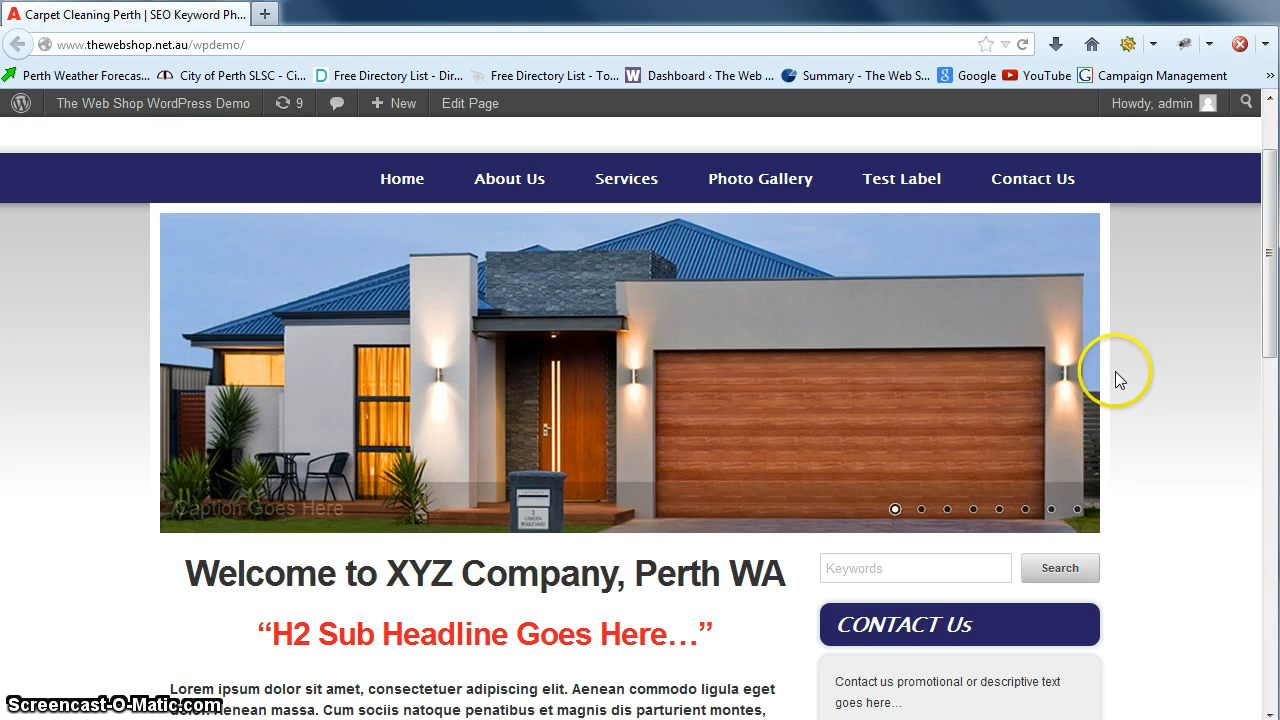 Carpet Cleaning Perth | SEO Keyword Ph...
www.thewebshop.net.au/wpdemo/
Perth Weather Forecas... City of Perth SLSC - Ci... Free Directory List - Dir... Free Directory List - To... Dashboard ‹ The Web ... Summary - The Web S... Google YouTube Campaign Management »
The Web Shop WordPress Demo 9 + New Edit Page Howdy, admin
Home About Us Services Photo Gallery Test Label Contact Us
Caption Goes Here
Welcome to XYZ Company, Perth WA
Keywords Search
“H2 Sub Headline Goes Here…”
CONTACT Us
Lorem ipsum dolor sit amet, consectetuer adipiscing elit. Aenean commodo ligula eget
Contact us promotional or descriptive text
goes here...
Aenean massa. Cum sociis natoque penatibus et magnis dis parturient montes,
Screencast-O-Matic.com